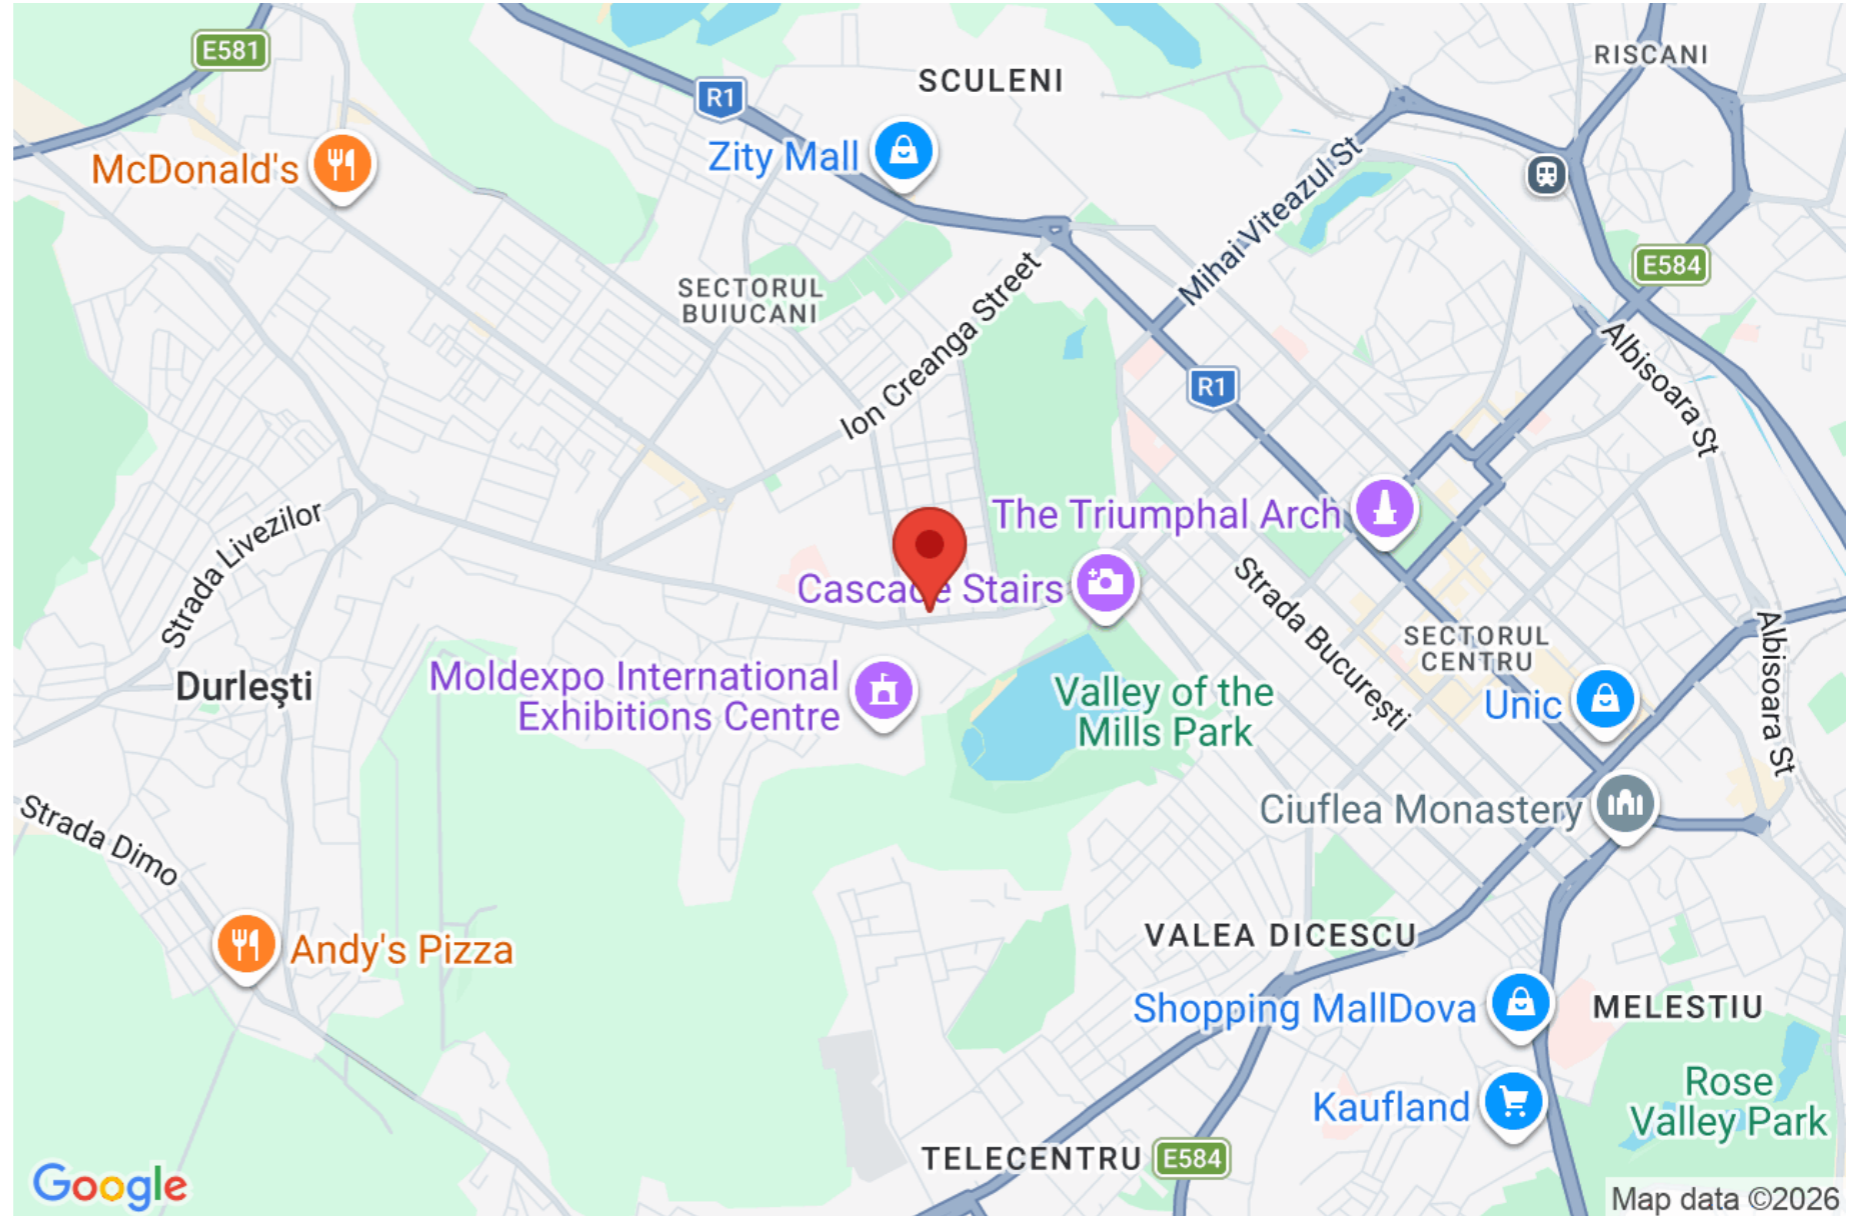 E581
RISCANI
SCULENI
R1
Zity Mall
McDonald's
Mihai Viteazul St
E584
SECTORUL
BUIUCANI
Ion Creanga Street
Albisoara St
R1
The Triumphal Arch
Strada Livezilor
Cascade Stairs
Strada București
Albisoara St
SECTORUL
CENTRU
Durleşti
Moldexpo International
Exhibitions Centre
Valley of the
Mills Park
Unic
Strada Dimo
Ciuflea Monastery
Andy's Pizza
VALEA DICESCU
Shopping MallDova
MELESTIU
Rose
Valley Park
Kaufland
TELECENTRU
E584
Google
Map data ©2026